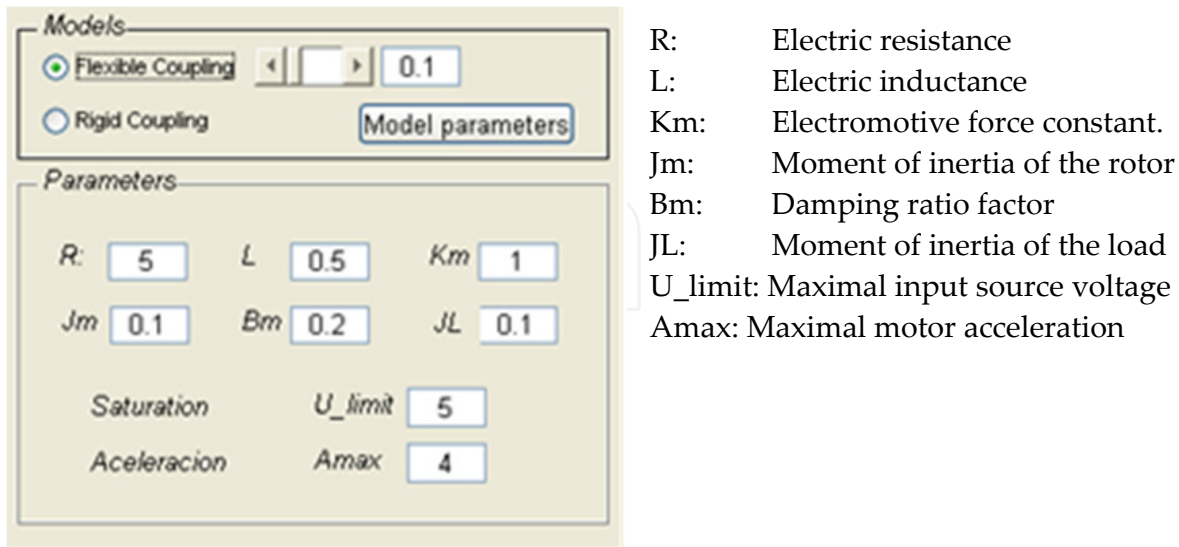 Models
Flexible Coupling 0.1
Rigid Coupling Model parameters
Parameters
R: 5 L 0.5 Km 1
Jm 0.1 Bm 0.2 JL 0.1
Saturation U_limit 5
Aceleracion Amax 4
R: Electric resistance
L: Electric inductance
Km: Electromotive force constant.
Jm: Moment of inertia of the rotor
Bm: Damping ratio factor
JL: Moment of inertia of the load
U_limit: Maximal input source voltage
Amax: Maximal motor acceleration